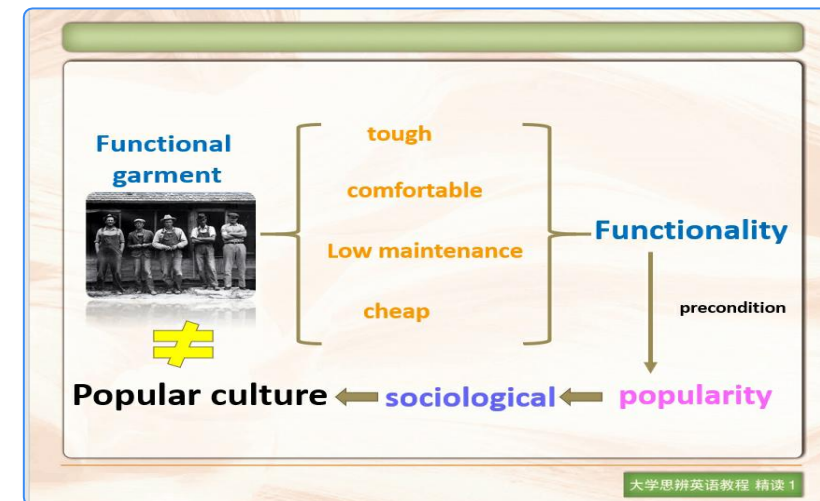 Functional
garment
tough
comfortable
Low maintenance
cheap
Functionality
precondition
≠
Popular culture
sociological
popularity
大学思辨英语教程 精读 1